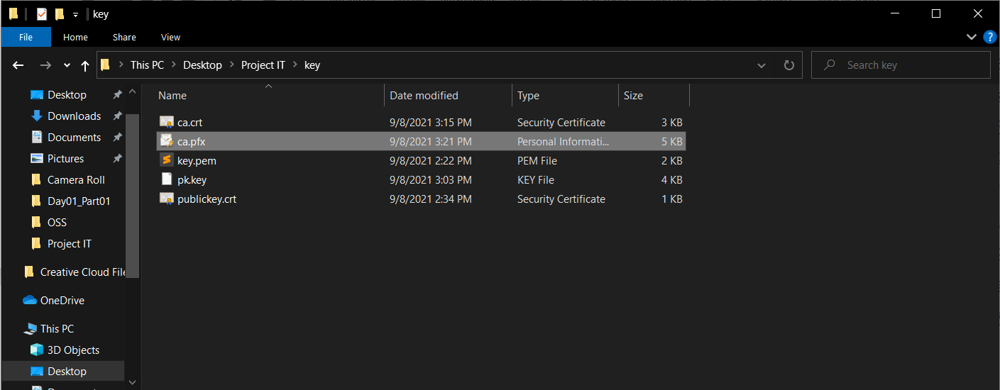 key
File Home Share View
This PC Desktop Project IT key Search key
Name Date modified Type Size
Desktop
Downloads
Documents
Pictures
Camera Roll
Day01_Part01
OSS
Project IT
Creative Cloud File
OneDrive
This PC
3D Objects
Desktop
ca.crt 9/8/2021 3:15 PM Security Certificate 3 KB
ca.pfx 9/8/2021 3:21 PM Personal Informati... 5 KB
key.pem 9/8/2021 2:22 PM PEM File 2 KB
pk.key 9/8/2021 3:03 PM KEY File 4 KB
publickey.crt 9/8/2021 2:34 PM Security Certificate 1 KB